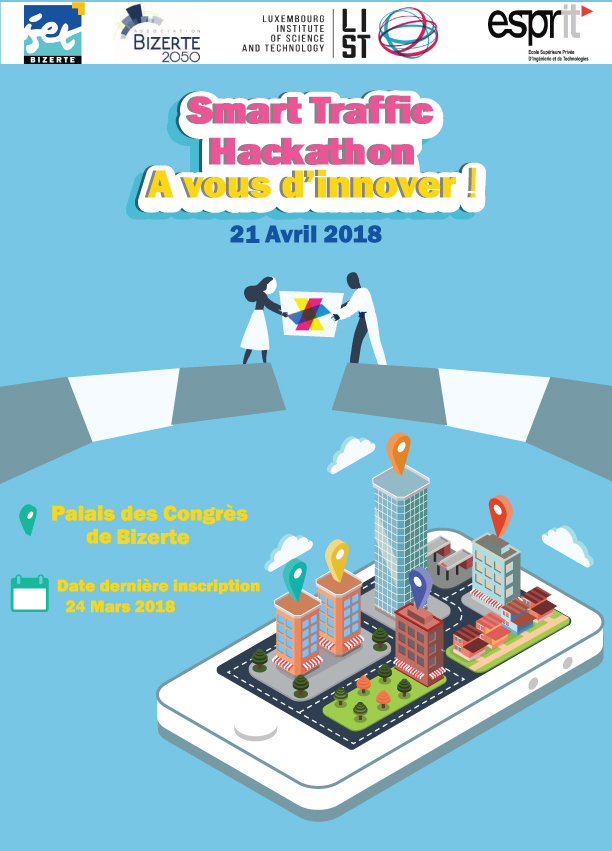 iset
BIZERTE
ASSOCIATION
BIZERTE
2050
LUXEMBOURG
INSTITUTE
OF SCIENCE
AND TECHNOLOGY
LI
ST
esprit
Ecole Supérieure Privée
D'Ingénierie et de Technologies
Smart Traffic
Hackathon
A vous d'innover !
21 Avril 2018
Palais des Congrès
de Bizerte
Date dernière inscription
24 Mars 2018